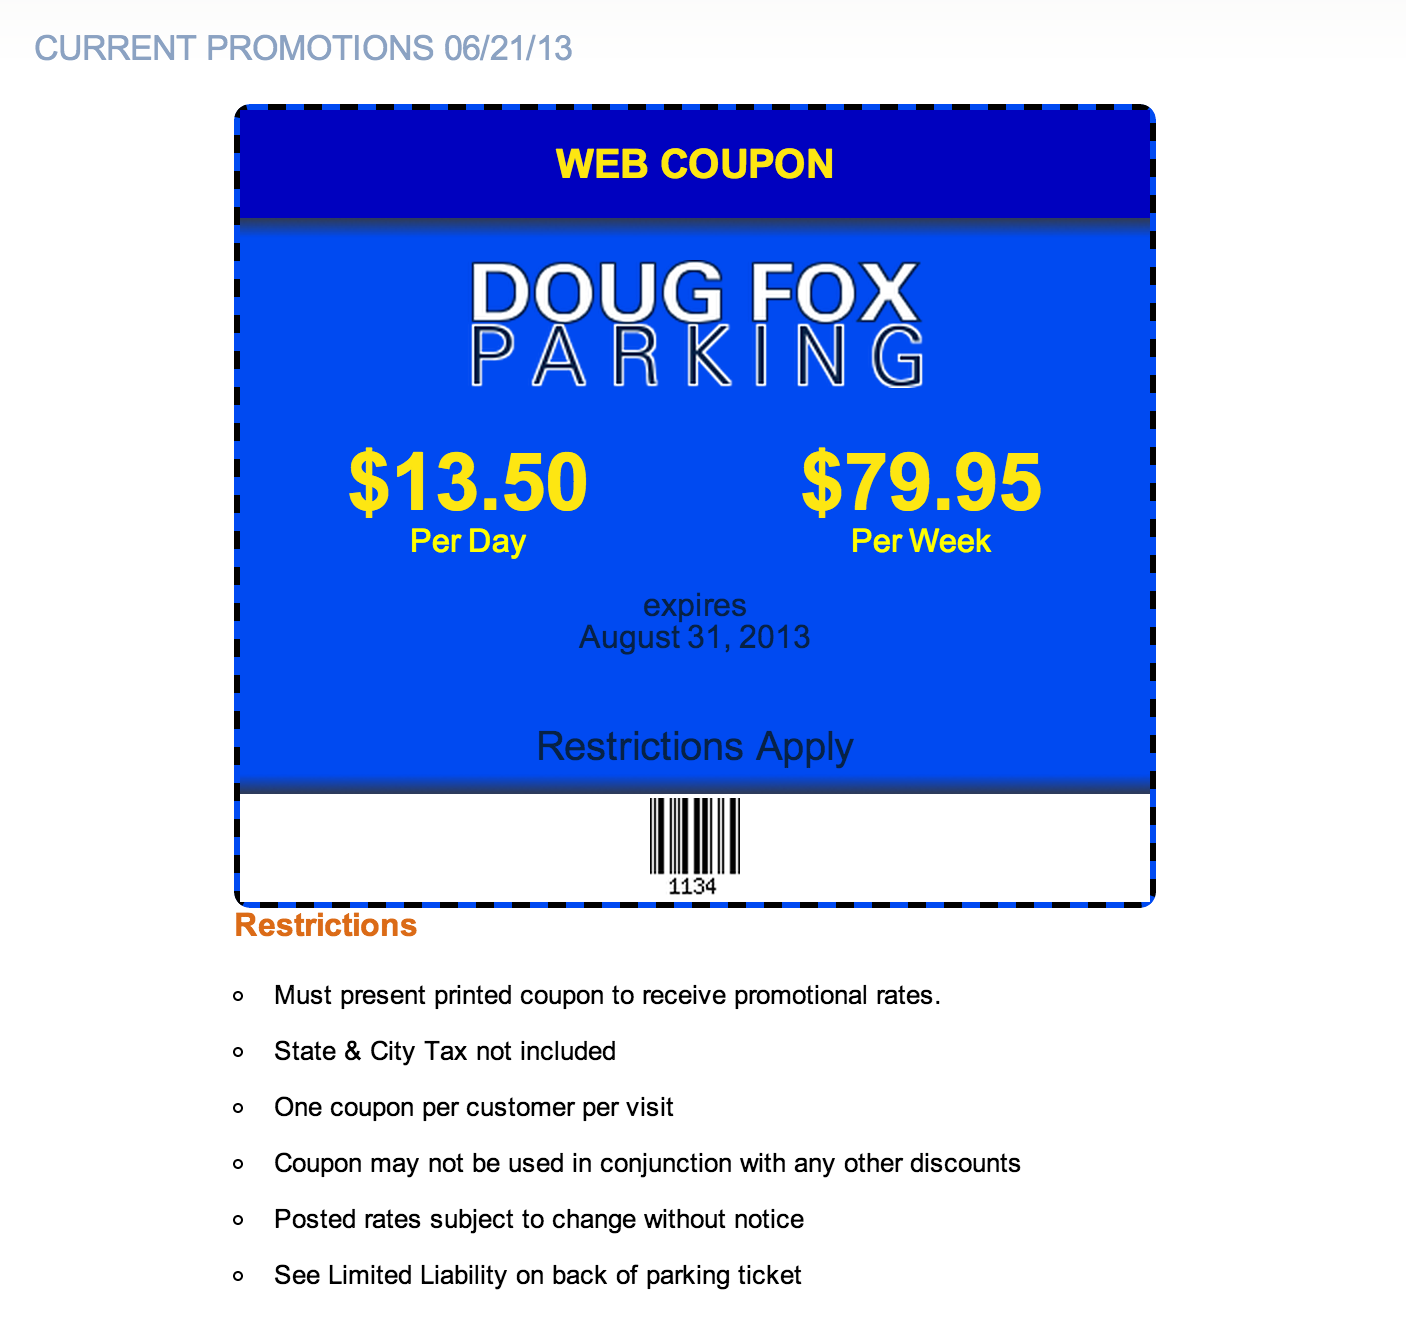 CURRENT PROMOTIONS 06/21/13
WEB COUPON
DOUG FOX
PARKING
$13.50
Per Day
$79.95
Per Week
expires
August 31, 2013
Restrictions Apply
1134
Restrictions
Must present printed coupon to receive promotional rates.
State & City Tax not included
One coupon per customer per visit
Coupon may not be used in conjunction with any other discounts
Posted rates subject to change without notice
See Limited Liability on back of parking ticket